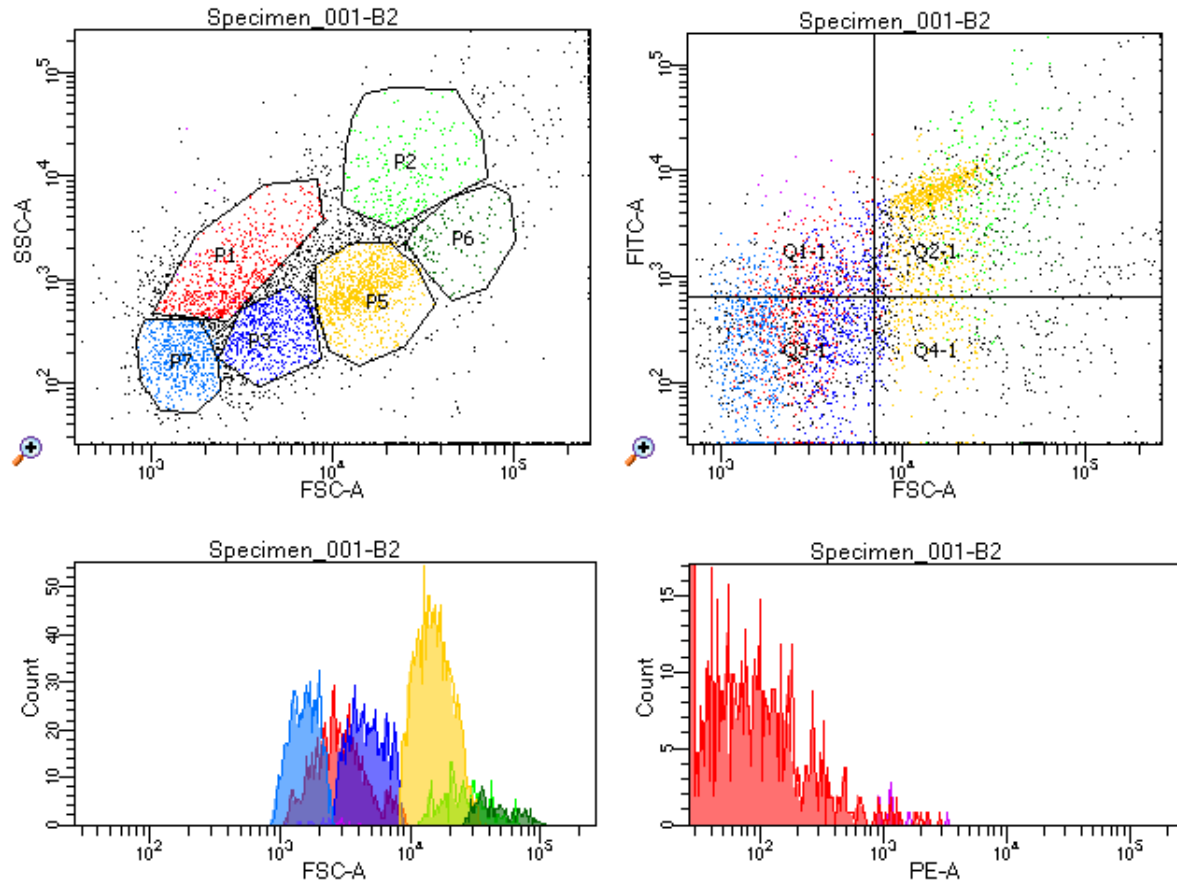 Specimen_001-B2
SSC-A
10^5
10^4
10^3
10^2
P1
P2
P3
P5
P6
P7
10^3 10^4 10^5
FSC-A
Specimen_001-B2
FITC-A
10^5
10^4
10^3
10^2
Q1-1 Q2-1
Q3-1 Q4-1
10^3 10^4 10^5
FSC-A
Specimen_001-B2
Count
50
40
30
20
10
0
10^2 10^3 10^4 10^5
FSC-A
Specimen_001-B2
Count
15
10
5
0
10^2 10^3 10^4 10^5
PE-A